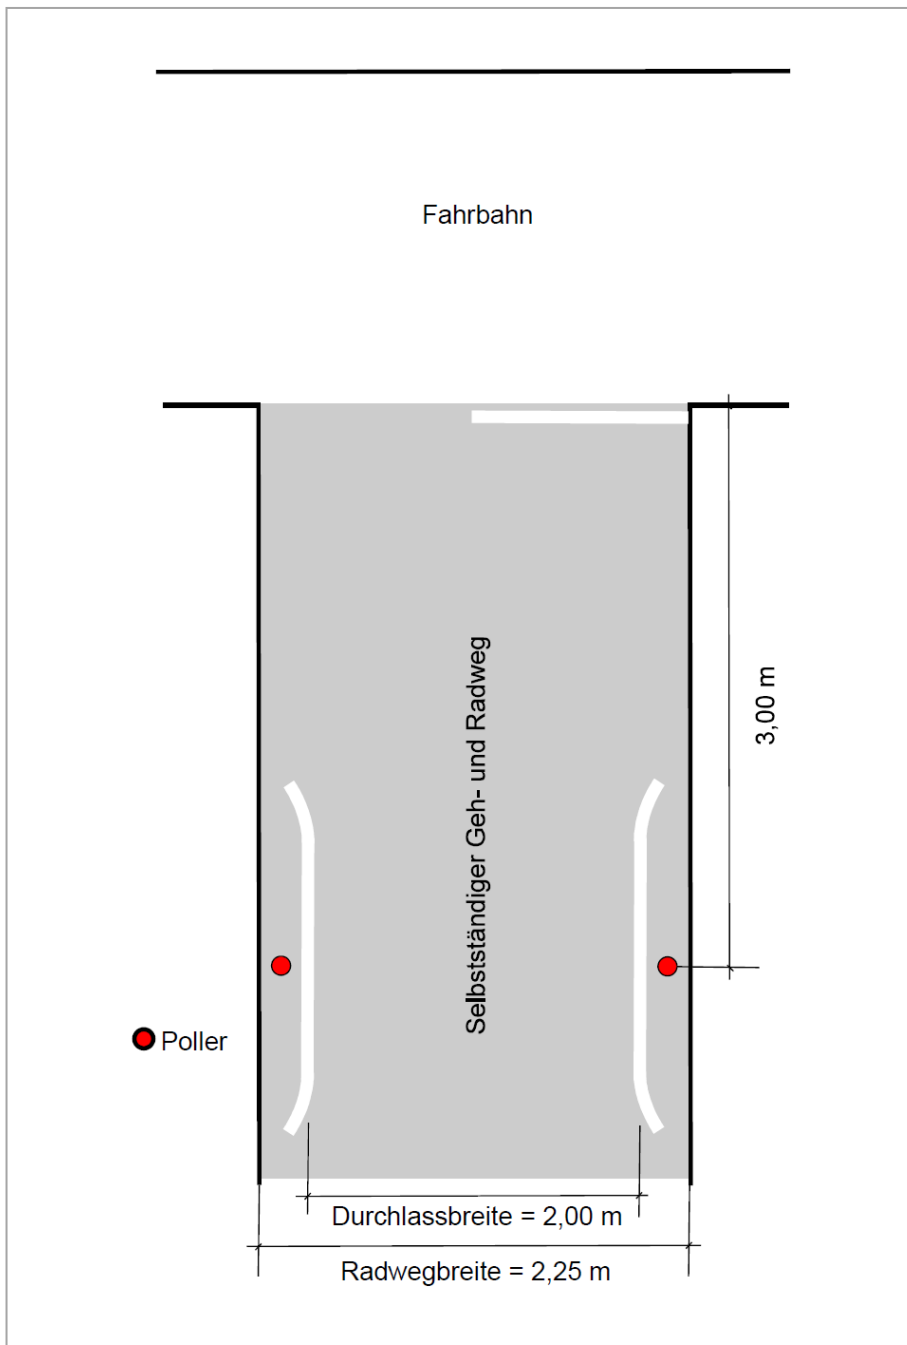 Fahrbahn
Selbstständiger Geh- und Radweg
3,00 m
Poller
Durchlassbreite = 2,00 m
Radwegbreite = 2,25 m